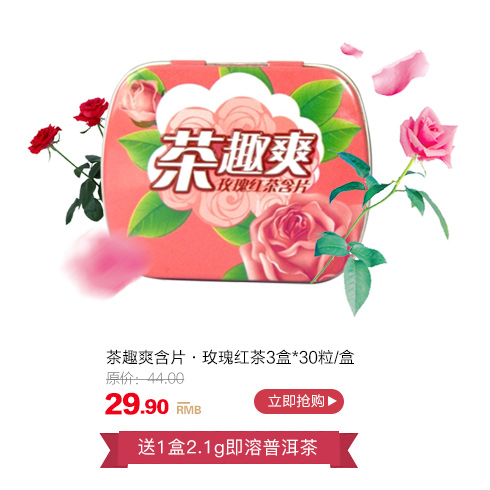 茶趣爽
玫瑰红茶含片
茶趣爽含片·玫瑰红茶3盒*30粒/盒
原价：44.00
29.90 RMB
立即抢购
送1盒2.1g即溶普洱茶